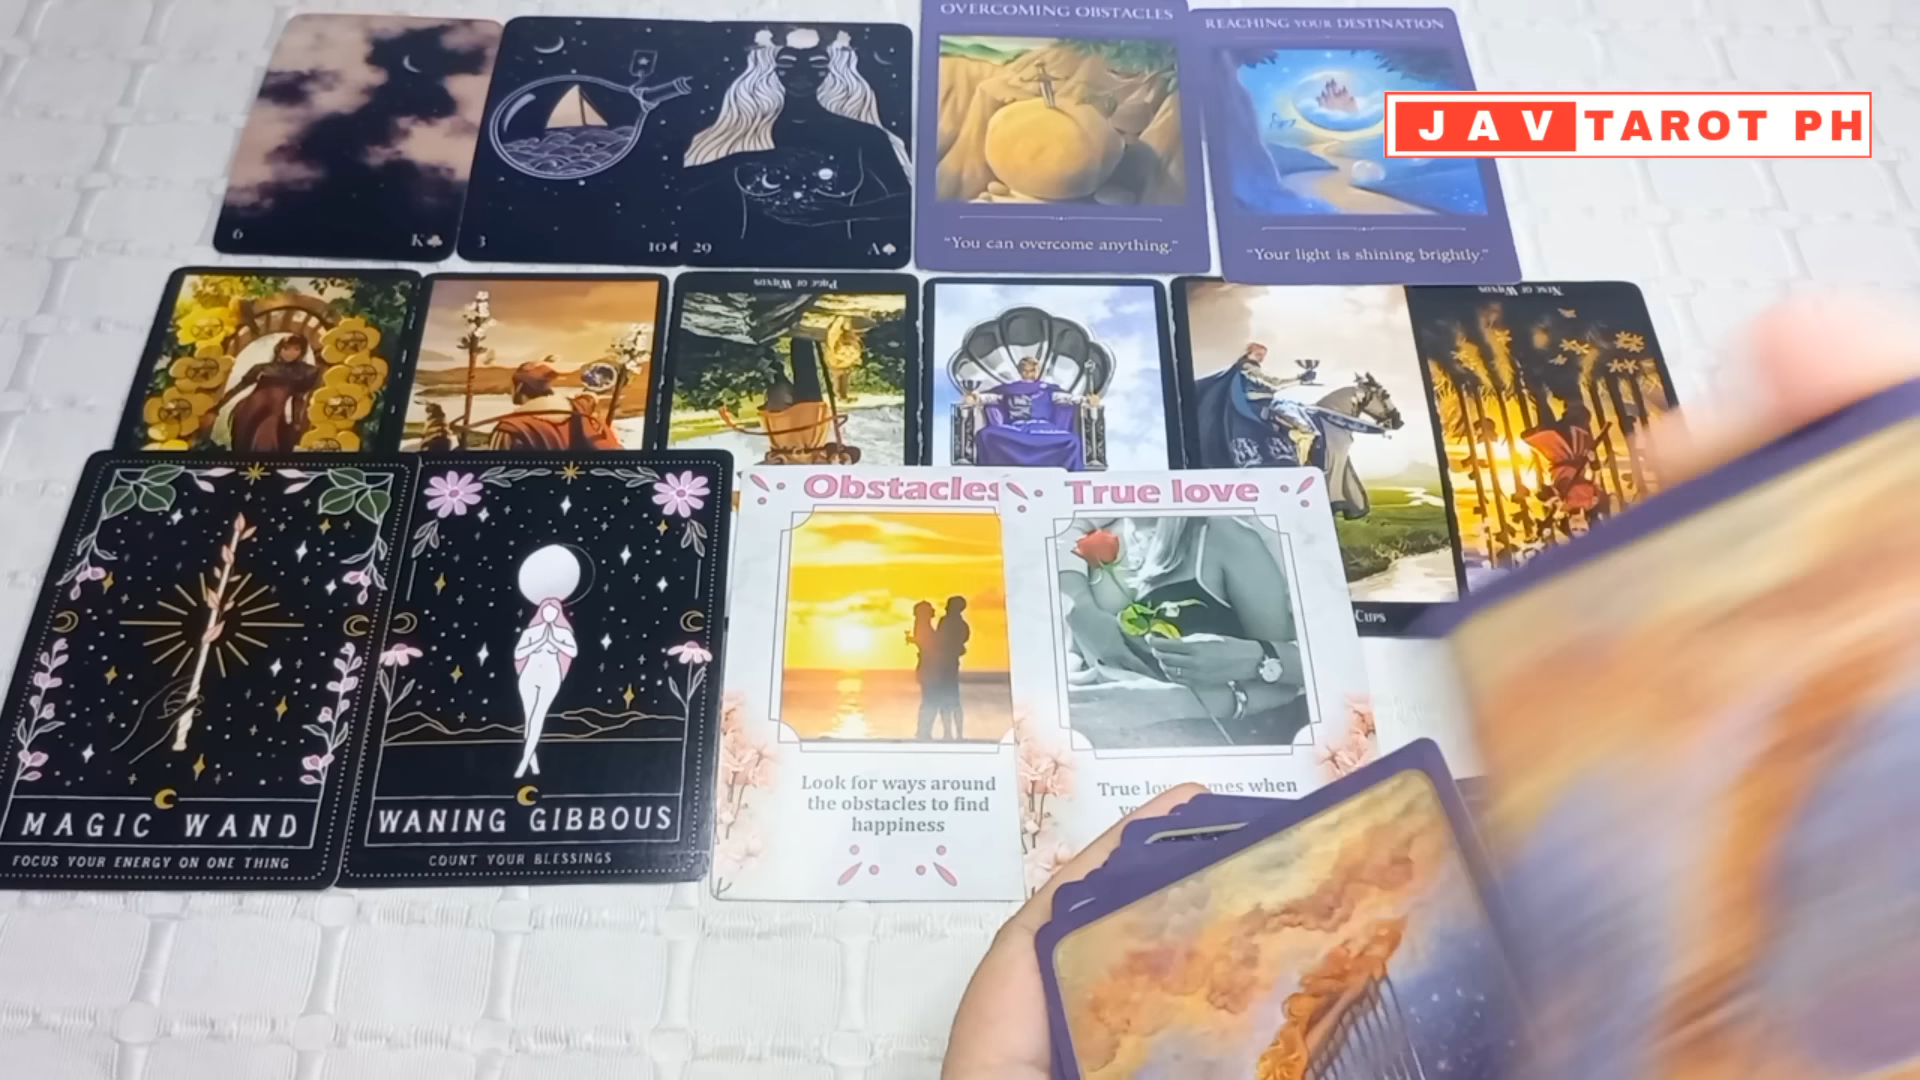 OVERCOMING OBSTACLES
REACHING YOUR DESTINATION
JAV TAROT PH
"You can overcome anything."
"Your light is shining brightly."
6
K♣
3
10
29
A♠
PAGE OF WANDS
NINE OF WANDS
CUPS
Obstacles
True love
Look for ways around
the obstacles to find
happiness
True
when
MAGIC WAND
FOCUS YOUR ENERGY ON ONE THING
WANING GIBBOUS
COUNT YOUR BLESSINGS